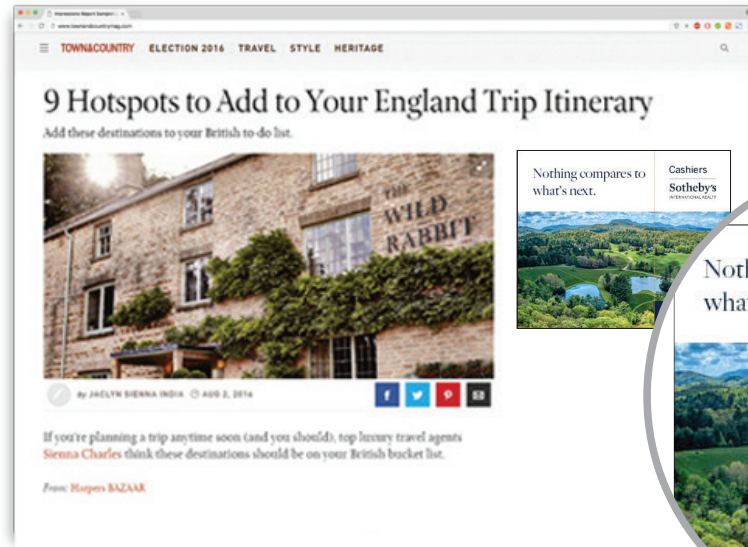 www.townandcountrymag.com
TOWN&COUNTRY ELECTION 2016 TRAVEL STYLE HERITAGE
9 Hotspots to Add to Your England Trip Itinerary
Add these destinations to your British to-do list.
THE
WILD
RABBIT
By JACLYN SIENNA INDIA AUG 2, 2016
If you're planning a trip anytime soon (and you should), top luxury travel agents
Sienna Charles think these destinations should be on your British bucket list.
From: Harpers BAZAAR
Nothing compares to
what's next.
Cashiers
Sotheby's
INTERNATIONAL REALTY
Noth
what